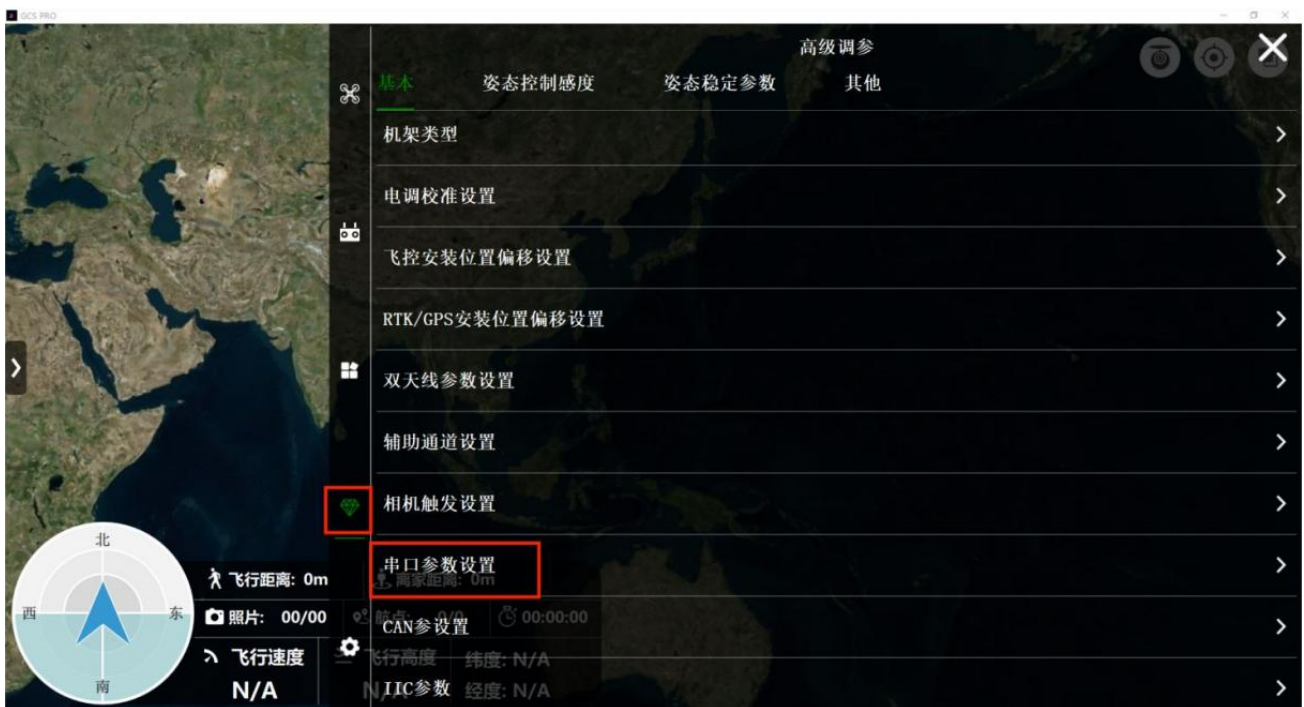 GCS PRO
高级调参
基本 姿态控制感度 姿态稳定参数 其他
机架类型
电调校准设置
飞控安装位置偏移设置
RTK/GPS安装位置偏移设置
双天线参数设置
辅助通道设置
相机触发设置
串口参数设置
CAN参设置
IIC参数
北
西
东
南
飞行距离: 0m
离家距离: 0m
照片: 00/00
航点: 0/0
00:00:00
飞行速度
N/A
飞行高度
N/A
纬度: N/A
经度: N/A